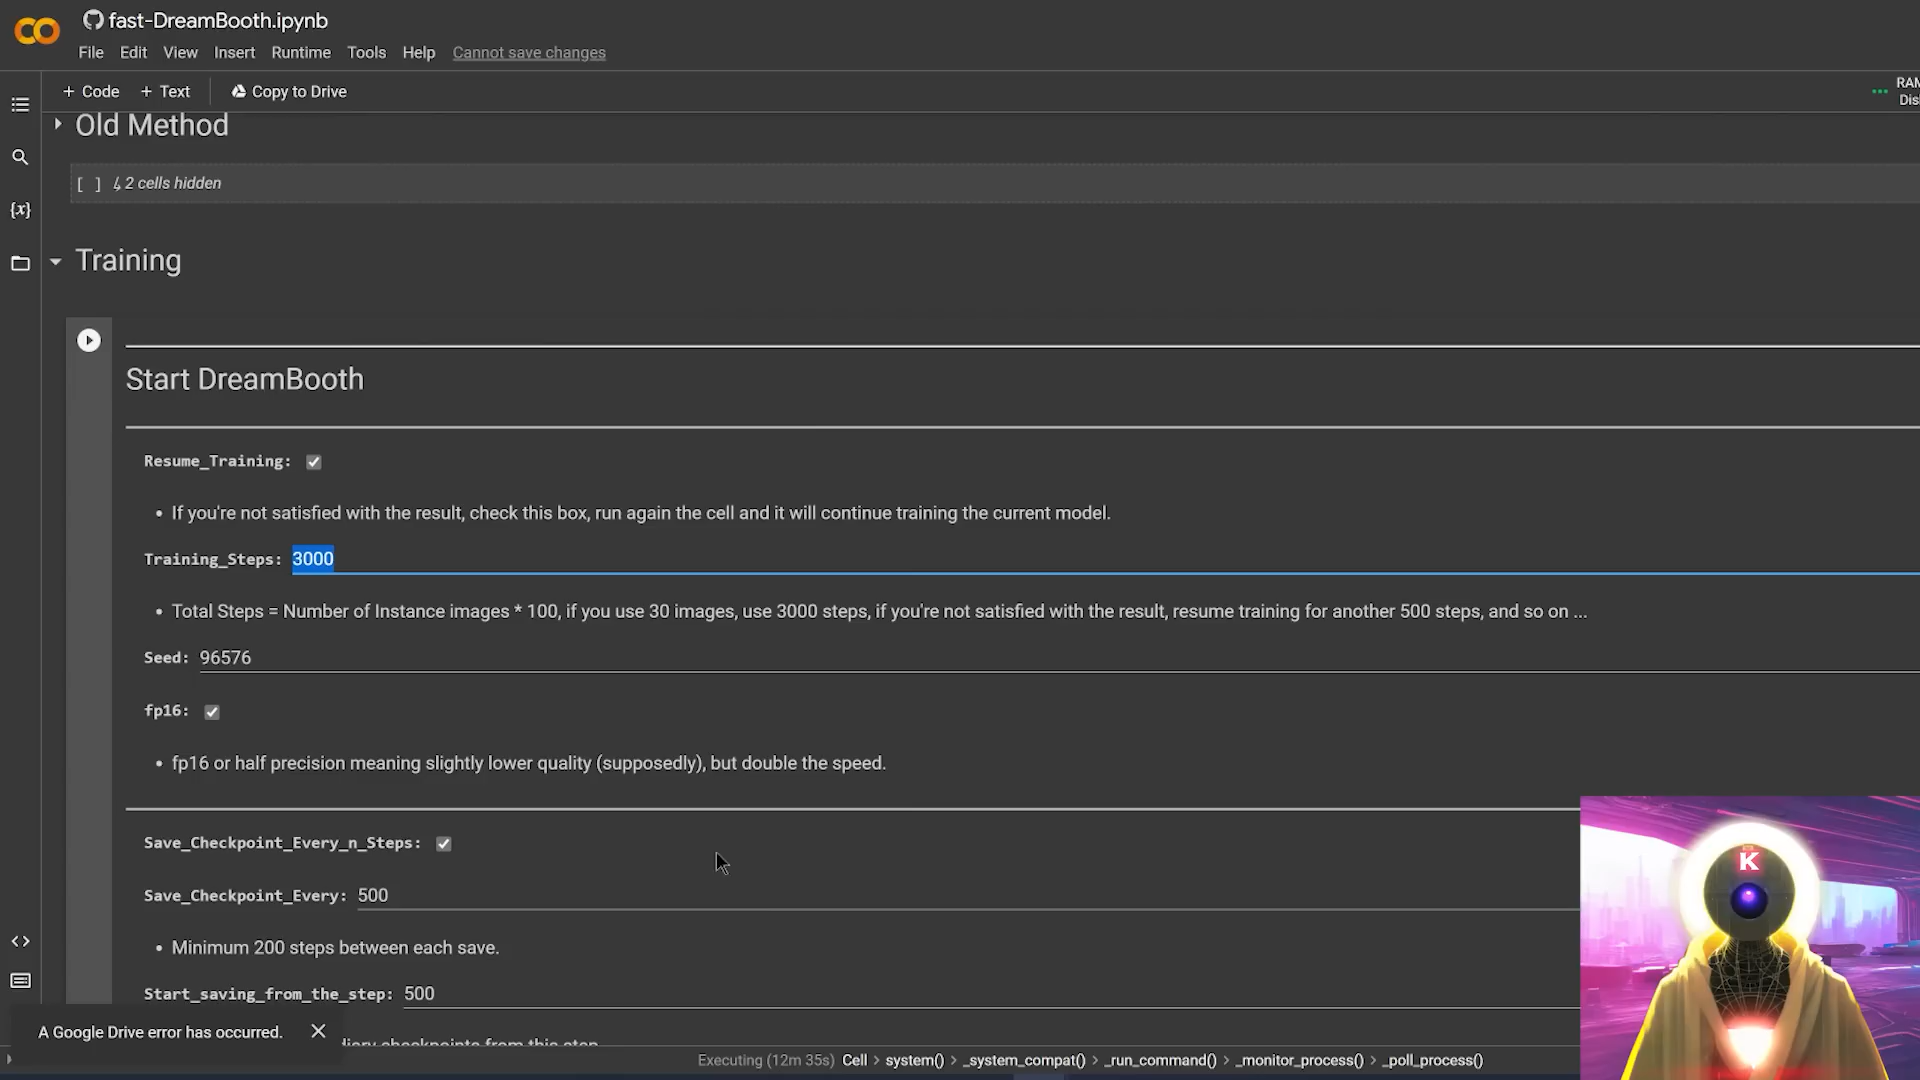 fast-DreamBooth.ipynb
File Edit View Insert Runtime Tools Help Cannot save changes
+ Code + Text Copy to Drive
RAM
Old Method
[ ] ↳ 2 cells hidden
{x}
Training
Start DreamBooth
Resume_Training:
• If you're not satisfied with the result, check this box, run again the cell and it will continue training the current model.
Training_Steps: 3000
• Total Steps = Number of Instance images * 100, if you use 30 images, use 3000 steps, if you're not satisfied with the result, resume training for another 500 steps, and so on ...
Seed: 96576
fp16:
• fp16 or half precision meaning slightly lower quality (supposedly), but double the speed.
Save_Checkpoint_Every_n_Steps:
K
Save_Checkpoint_Every: 500
• Minimum 200 steps between each save.
Start_saving_from_the_step: 500
A Google Drive error has occurred.
checkpoints from this step
Executing (12m 35s) Cell > system() > _system_compat() > _run_command() > _monitor_process() > _poll_process()